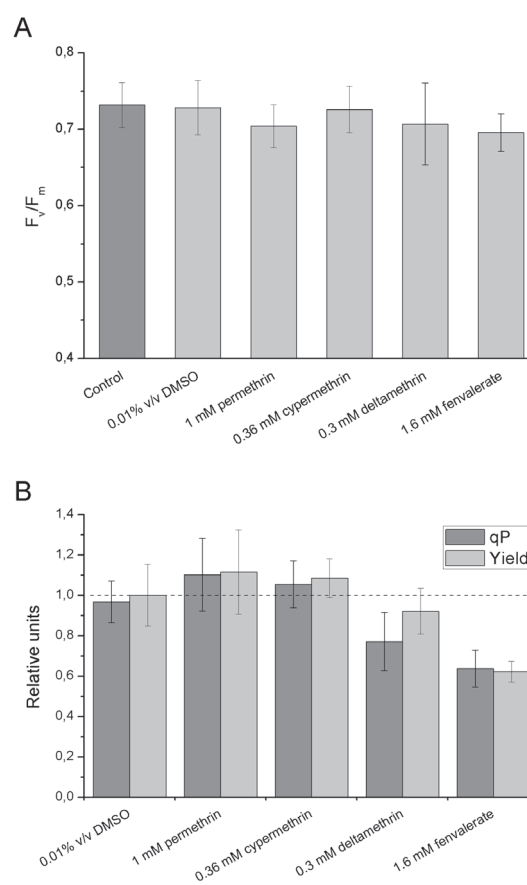 A
0,8
0,7
0,6
0,5
0,4
Fv/Fm
Control
0.01% v/v DMSO
1 mM permethrin
0.36 mM cypermethrin
0.3 mM deltamethrin
1.6 mM fenvalerate
B
1,4
1,2
1,0
0,8
0,6
0,4
0,2
0,0
Relative units
qP
Yield
0.01% v/v DMSO
1 mM permethrin
0.36 mM cypermethrin
0.3 mM deltamethrin
1.6 mM fenvalerate